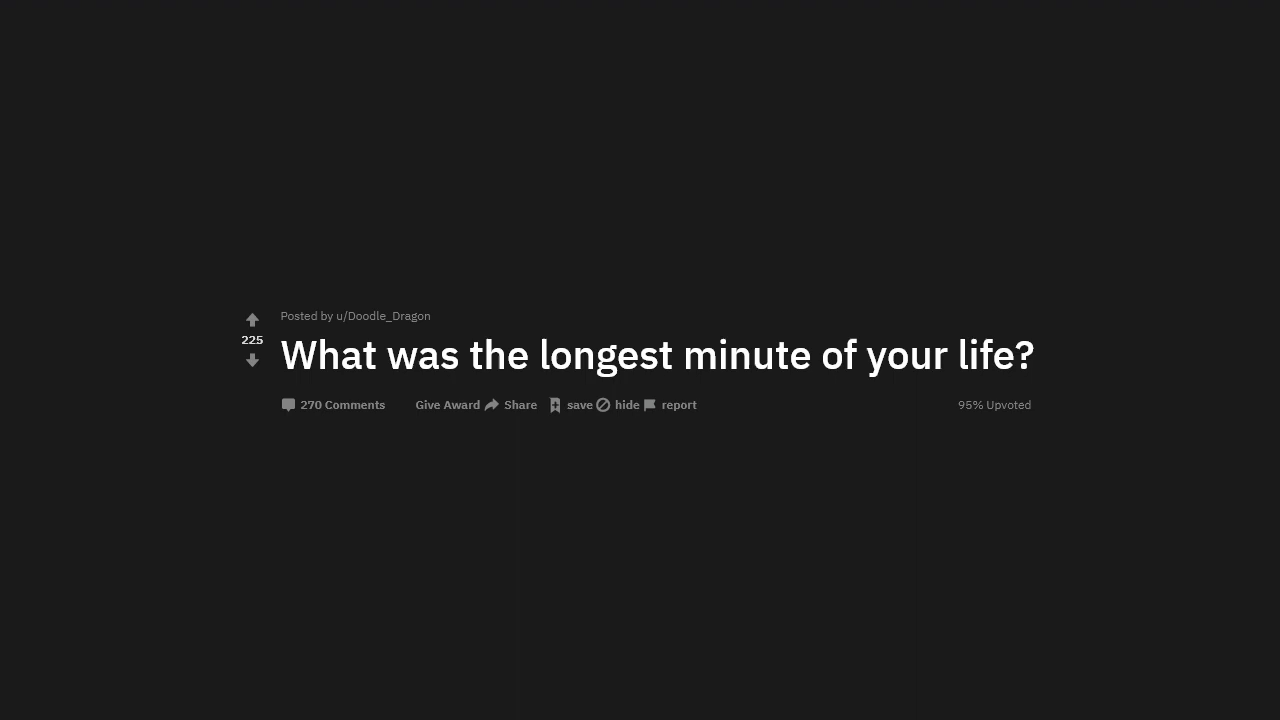 Posted by u/Doodle_Dragon
225
What was the longest minute of your life?
270 Comments Give Award Share save hide report 95% Upvoted